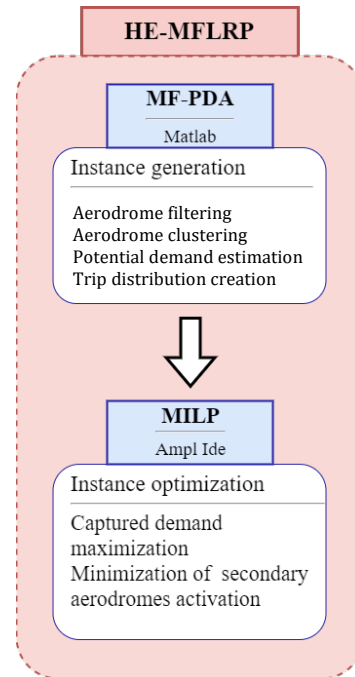 HE-MFLRP
MF-PDA
Matlab
Instance generation
Aerodrome filtering
Aerodrome clustering
Potential demand estimation
Trip distribution creation
MILP
Ampl Ide
Instance optimization
Captured demand
maximization
Minimization of secondary
aerodromes activation